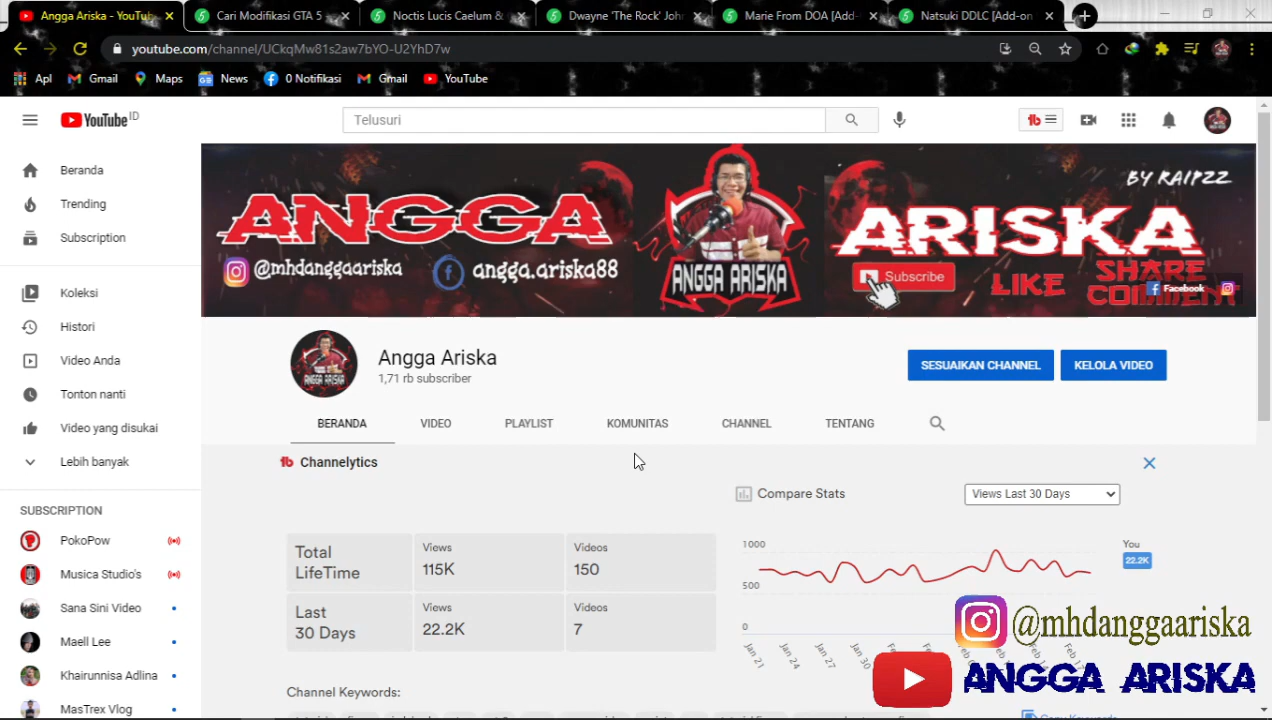 Angga Ariska - YouTub
Cari Modifikasi GTA 5
Noctis Lucis Caelum &
Dwayne 'The Rock' Joh
Marie From DOA [Add-
Natsuki DDLC [Add-on
youtube.com/channel/UCkqMw81s2aw7bYO-U2YhD7w
Apl
Gmail
Maps
News
0 Notifikasi
Gmail
YouTube
YouTube ID
Telusuri
Beranda
Trending
Subscription
Koleksi
Histori
Video Anda
Tonton nanti
Video yang disukai
Lebih banyak
SUBSCRIPTION
PokoPow
Musica Studio's
Sana Sini Video
Maell Lee
Khairunnisa Adlina
MasTrex Vlog
BY RAIPZZ
ANGGA
ARISKA
@mhdanggaariska
angga.ariska88
ANGGA ARISKA
Subscribe
LIKE
SHARE
COMMENT
Facebook
ANGGA ARISKA
Angga Ariska
1,71 rb subscriber
SESUAIKAN CHANNEL
KELOLA VIDEO
BERANDA
VIDEO
PLAYLIST
KOMUNITAS
CHANNEL
TENTANG
tb Channelytics
Compare Stats
Views Last 30 Days
Total
LifeTime
Views
115K
Videos
150
Last
30 Days
Views
22.2K
Videos
7
1000
500
0
You
22.2K
Jan 21
Jan 24
Jan 27
Jan 30
@mhdanggaariska
ANGGA ARISKA
Channel Keywords: